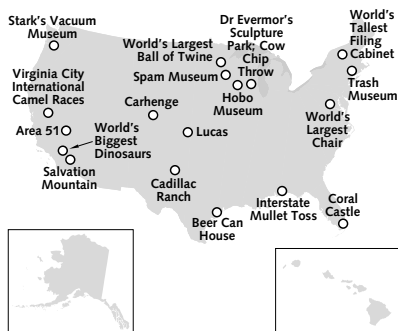 Stark's Vacuum
Museum
Dr Evermor's
Sculpture
Park; Cow
Chip
Throw
World's
Tallest
Filing
Cabinet
World's Largest
Ball of Twine
Spam Museum
Hobo
Museum
Trash
Museum
Virginia City
International
Camel Races
Carhenge
World's
Largest
Chair
Area 51
World's
Biggest
Dinosaurs
Lucas
Salvation
Mountain
Cadillac
Ranch
Interstate
Mullet Toss
Coral
Castle
Beer Can
House